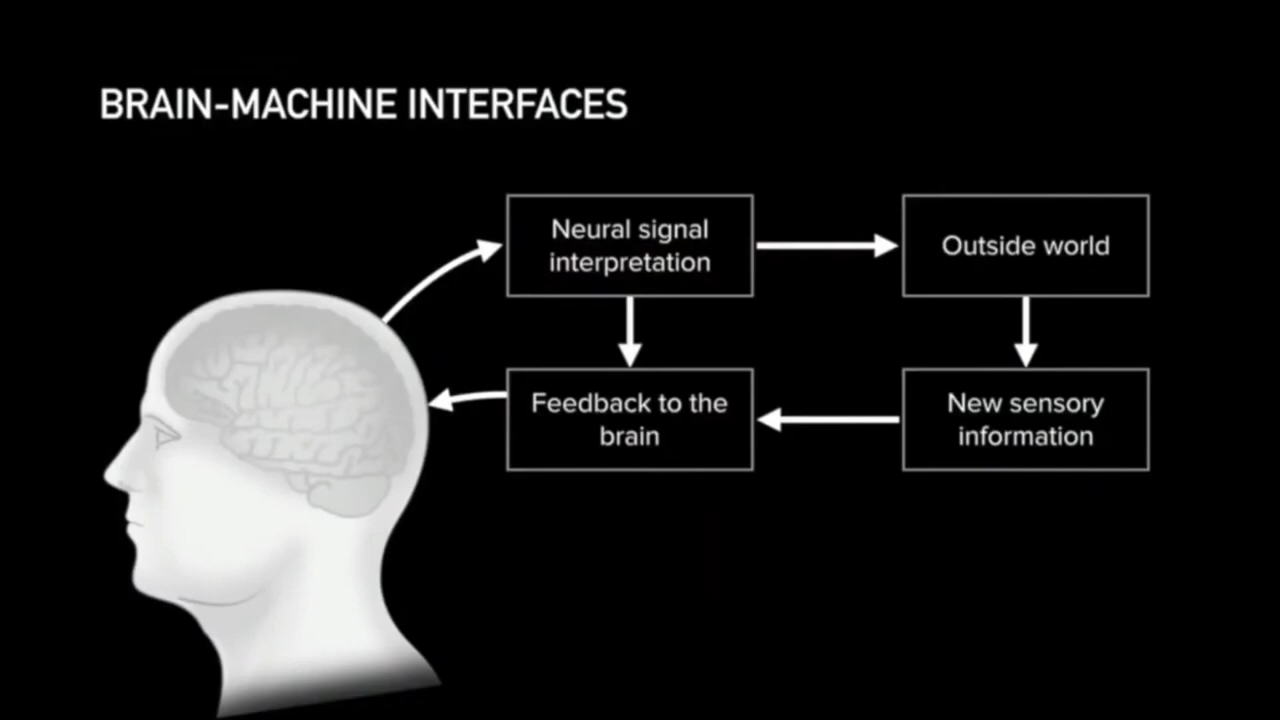 BRAIN-MACHINE INTERFACES
Neural signal
interpretation
Outside world
Feedback to the
brain
New sensory
information